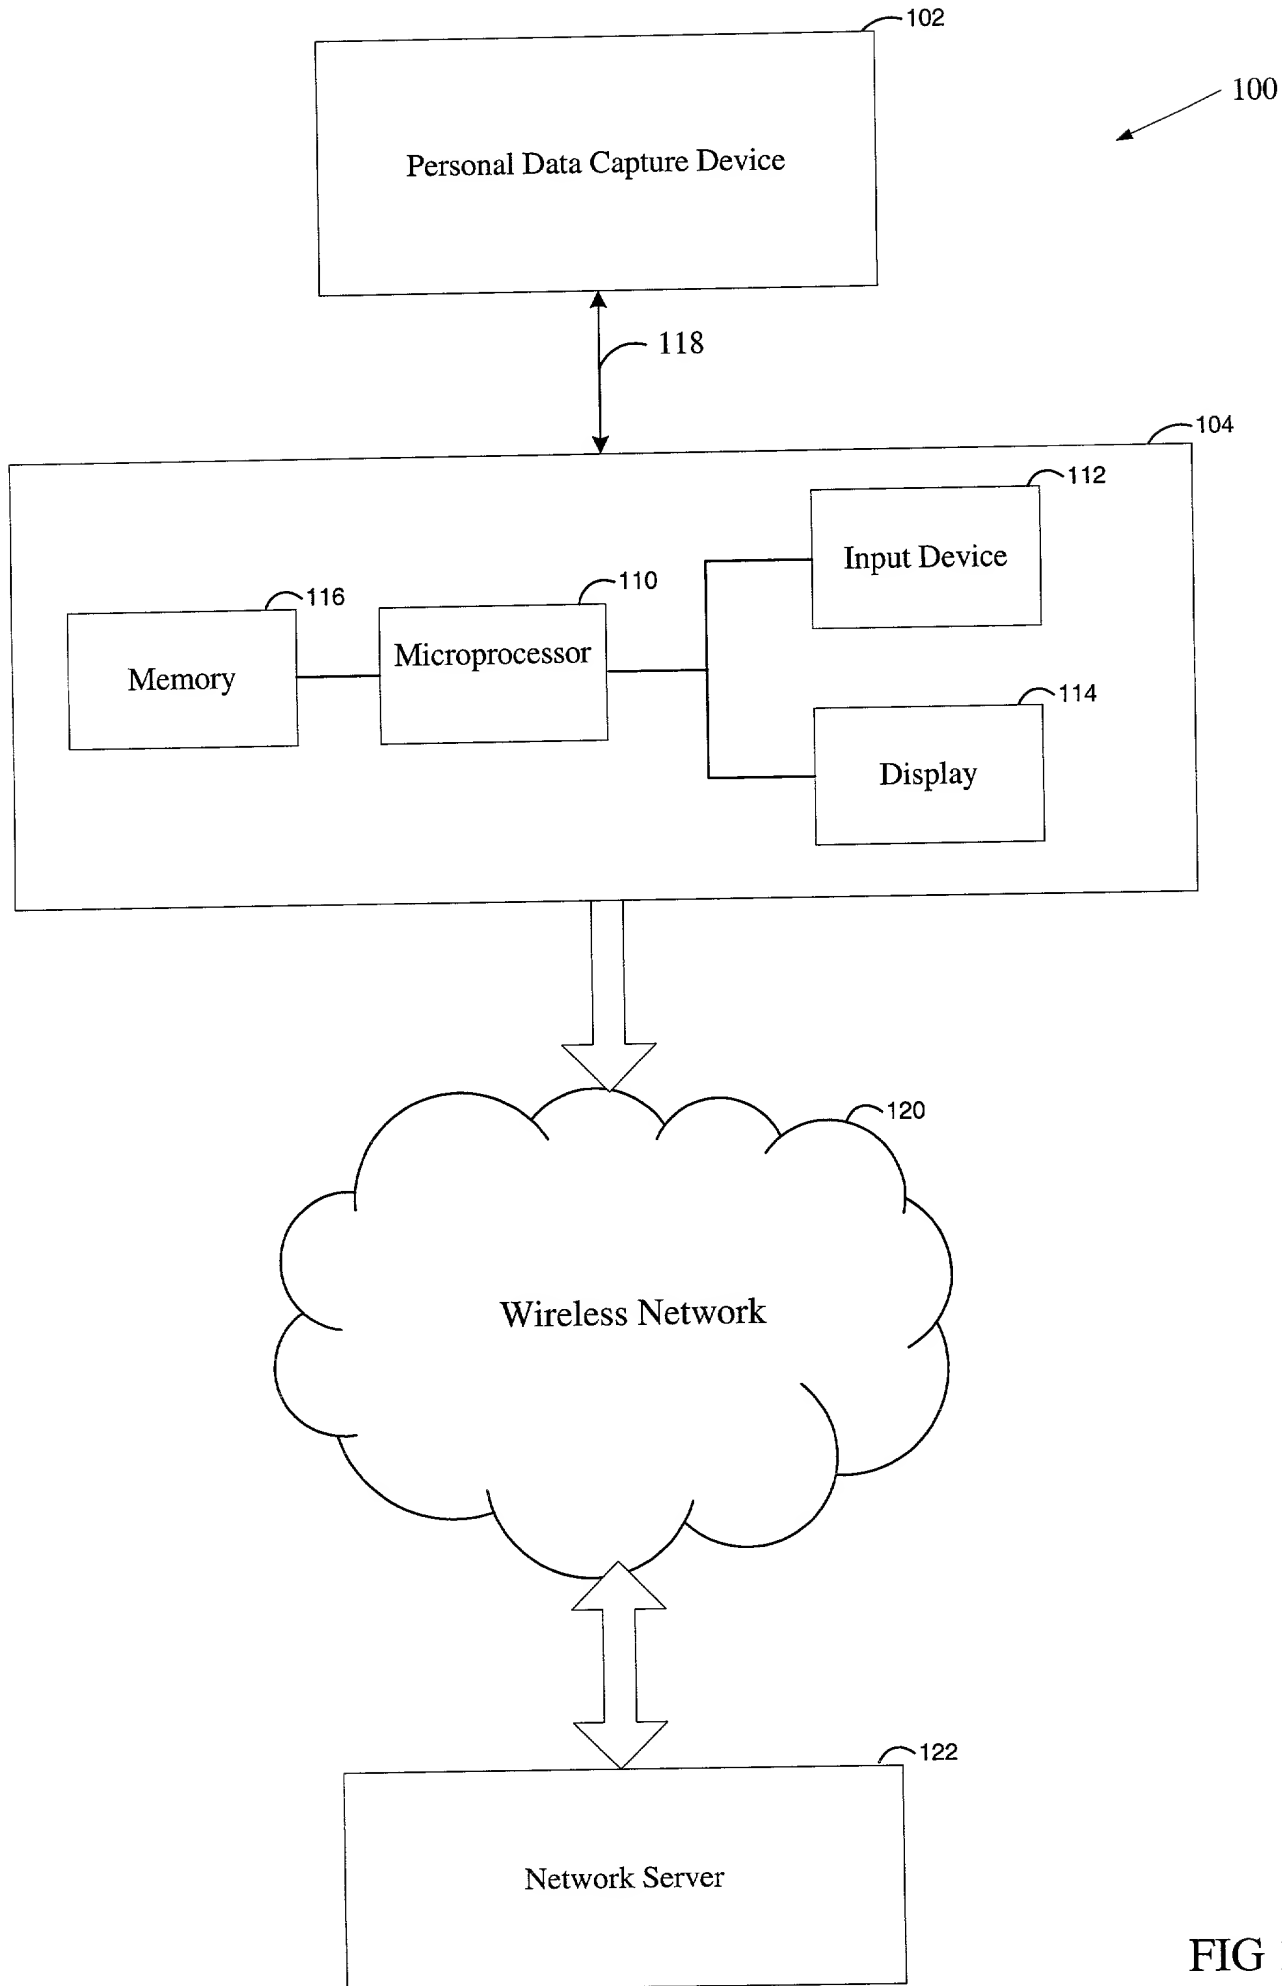 102
100
Personal Data Capture Device
118
104
112
Input Device
110
116
Microprocessor
Memory
114
Display
120
Wireless Network
122
Network Server
FIG